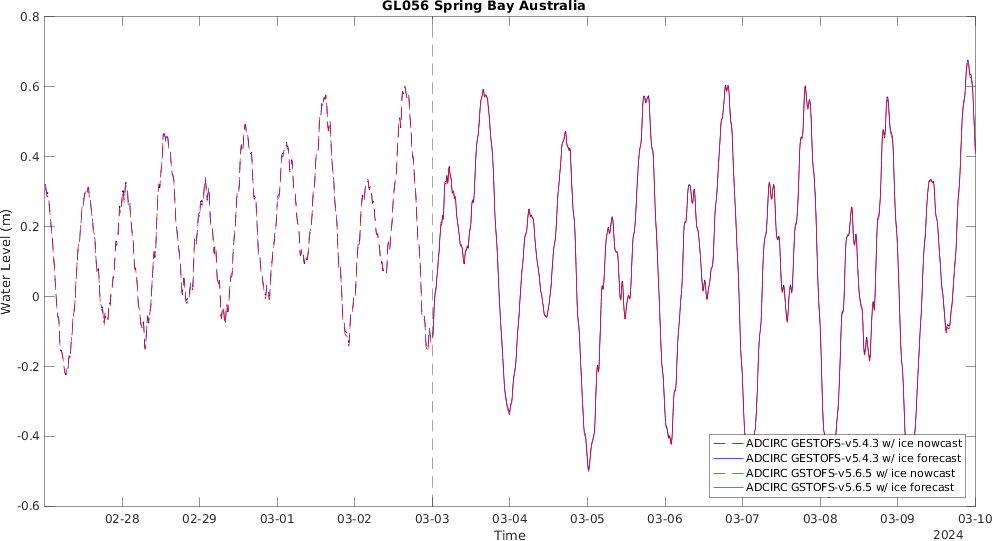 GL056 Spring Bay Australia
0.8
0.6
0.4
0.2
0
-0.2
-0.4
-0.6
Water Level (m)
ADCIRC GESTOFS-v5.4.3 w/ ice nowcast
ADCIRC GESTOFS-v5.4.3 w/ ice forecast
ADCIRC GSTOFS-v5.6.5 w/ ice nowcast
ADCIRC GSTOFS-v5.6.5 w/ ice forecast
02-28 02-29 03-01 03-02 03-03 03-04 03-05 03-06 03-07 03-08 03-09 03-10
Time
2024